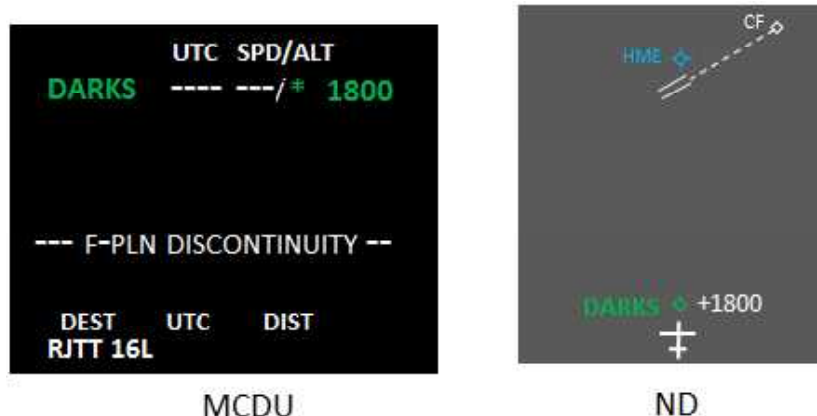 UTC SPD/ALT
DARKS ---- ---/* 1800
--- F-PLN DISCONTINUITY --
DEST UTC DIST
RJTT 16L
MCDU
CF
HME
DARKS +1800
ND